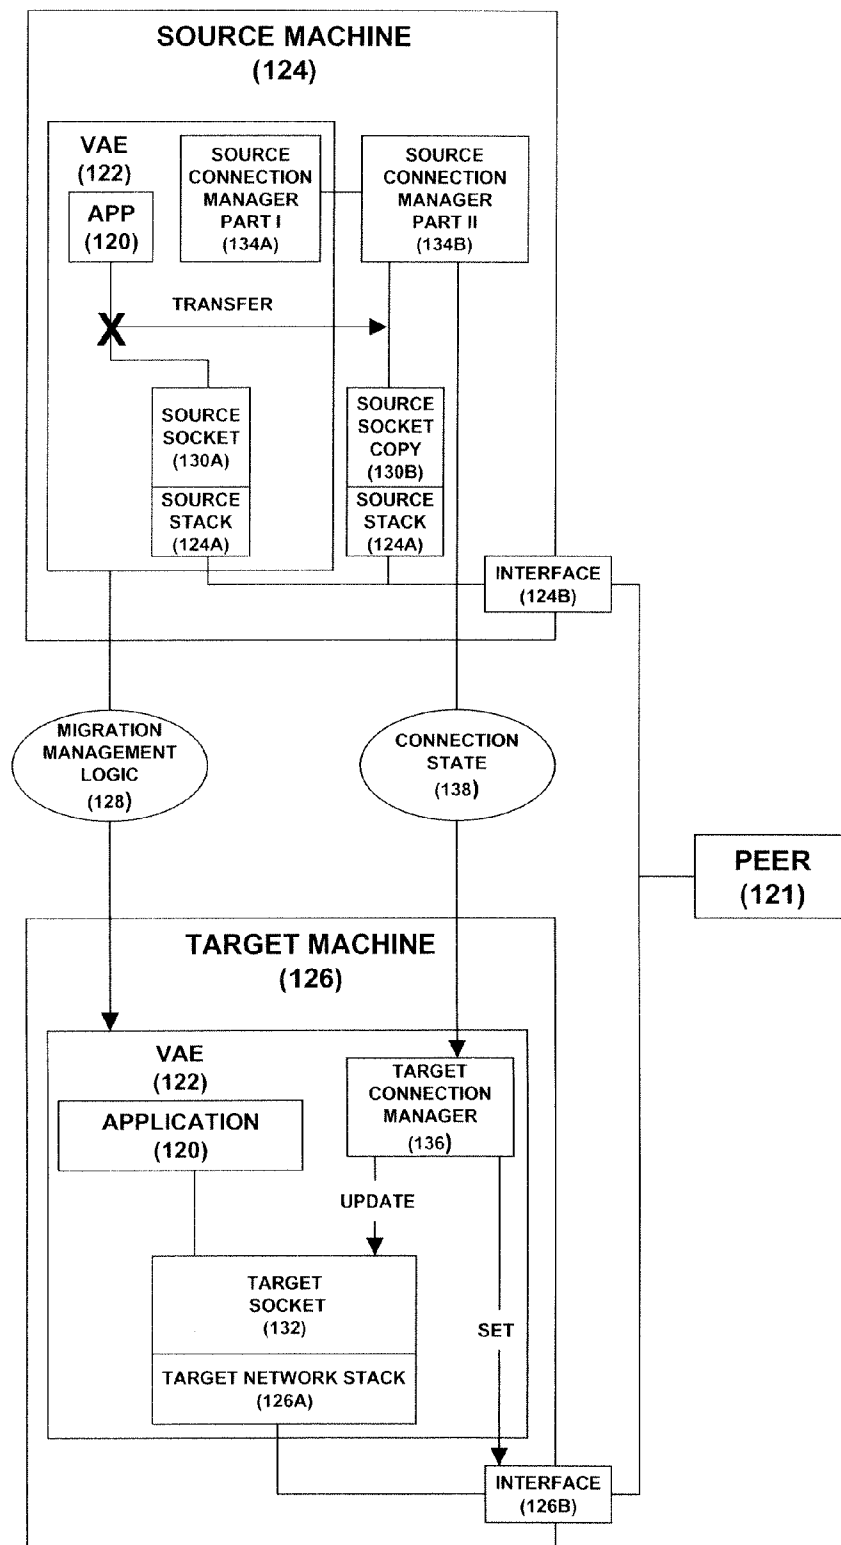 SOURCE MACHINE
(124)
VAE
(122)
APP
(120)
SOURCE
CONNECTION
MANAGER
PART I
(134A)
SOURCE
CONNECTION
MANAGER
PART II
(134B)
TRANSFER
X
SOURCE
SOCKET
(130A)
SOURCE
STACK
(124A)
SOURCE
SOCKET
COPY
(130B)
SOURCE
STACK
(124A)
INTERFACE
(124B)
MIGRATION
MANAGEMENT
LOGIC
(128)
CONNECTION
STATE
(138)
PEER
(121)
TARGET MACHINE
(126)
VAE
(122)
APPLICATION
(120)
TARGET
CONNECTION
MANAGER
(136)
UPDATE
TARGET
SOCKET
(132)
SET
TARGET NETWORK STACK
(126A)
INTERFACE
(126B)